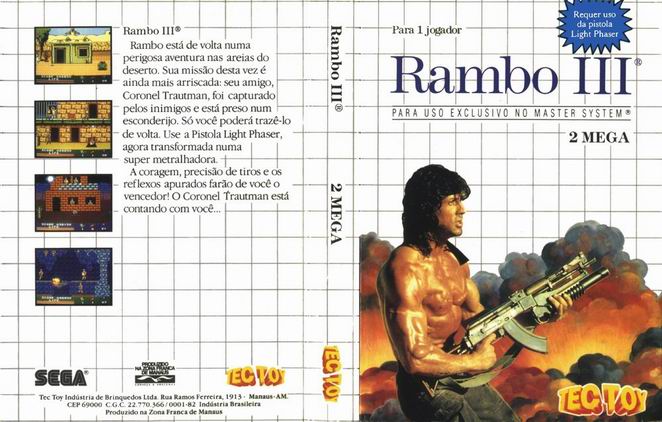 Rambo III®
Rambo está de volta numa
perigosa aventura nas areias do
deserto. Sua missão desta vez é
ainda mais arriscada: seu amigo,
Coronel Trautman, foi capturado
pelos inimigos e está preso num
esconderijo. Só você poderá trazê-lo
de volta. Use a Pistola Light Phaser,
agora transformada numa
super metralhadora.
A coragem, precisão de tiros e os
reflexos apurados farão de você o
vencedor! O Coronel Trautman está
contando com você...
SEGA®
PRODUZIDO
NA ZONA FRANCA
DE MANAUS
TEC TOY
Tec Toy Indústria de Brinquedos Ltda. Rua Ramos Ferreira, 1913 - Manaus-AM.
CEP 69000 C.G.C. 22.770.366/0001-82 Indústria Brasileira
Produzido na Zona Franca de Manaus
Rambo III®
2 MEGA
TEC TOY
Para 1 jogador
Requer uso
da pistola
Light Phaser
Rambo III®
PARA USO EXCLUSIVO NO MASTER SYSTEM®
2 MEGA
TEC TOY